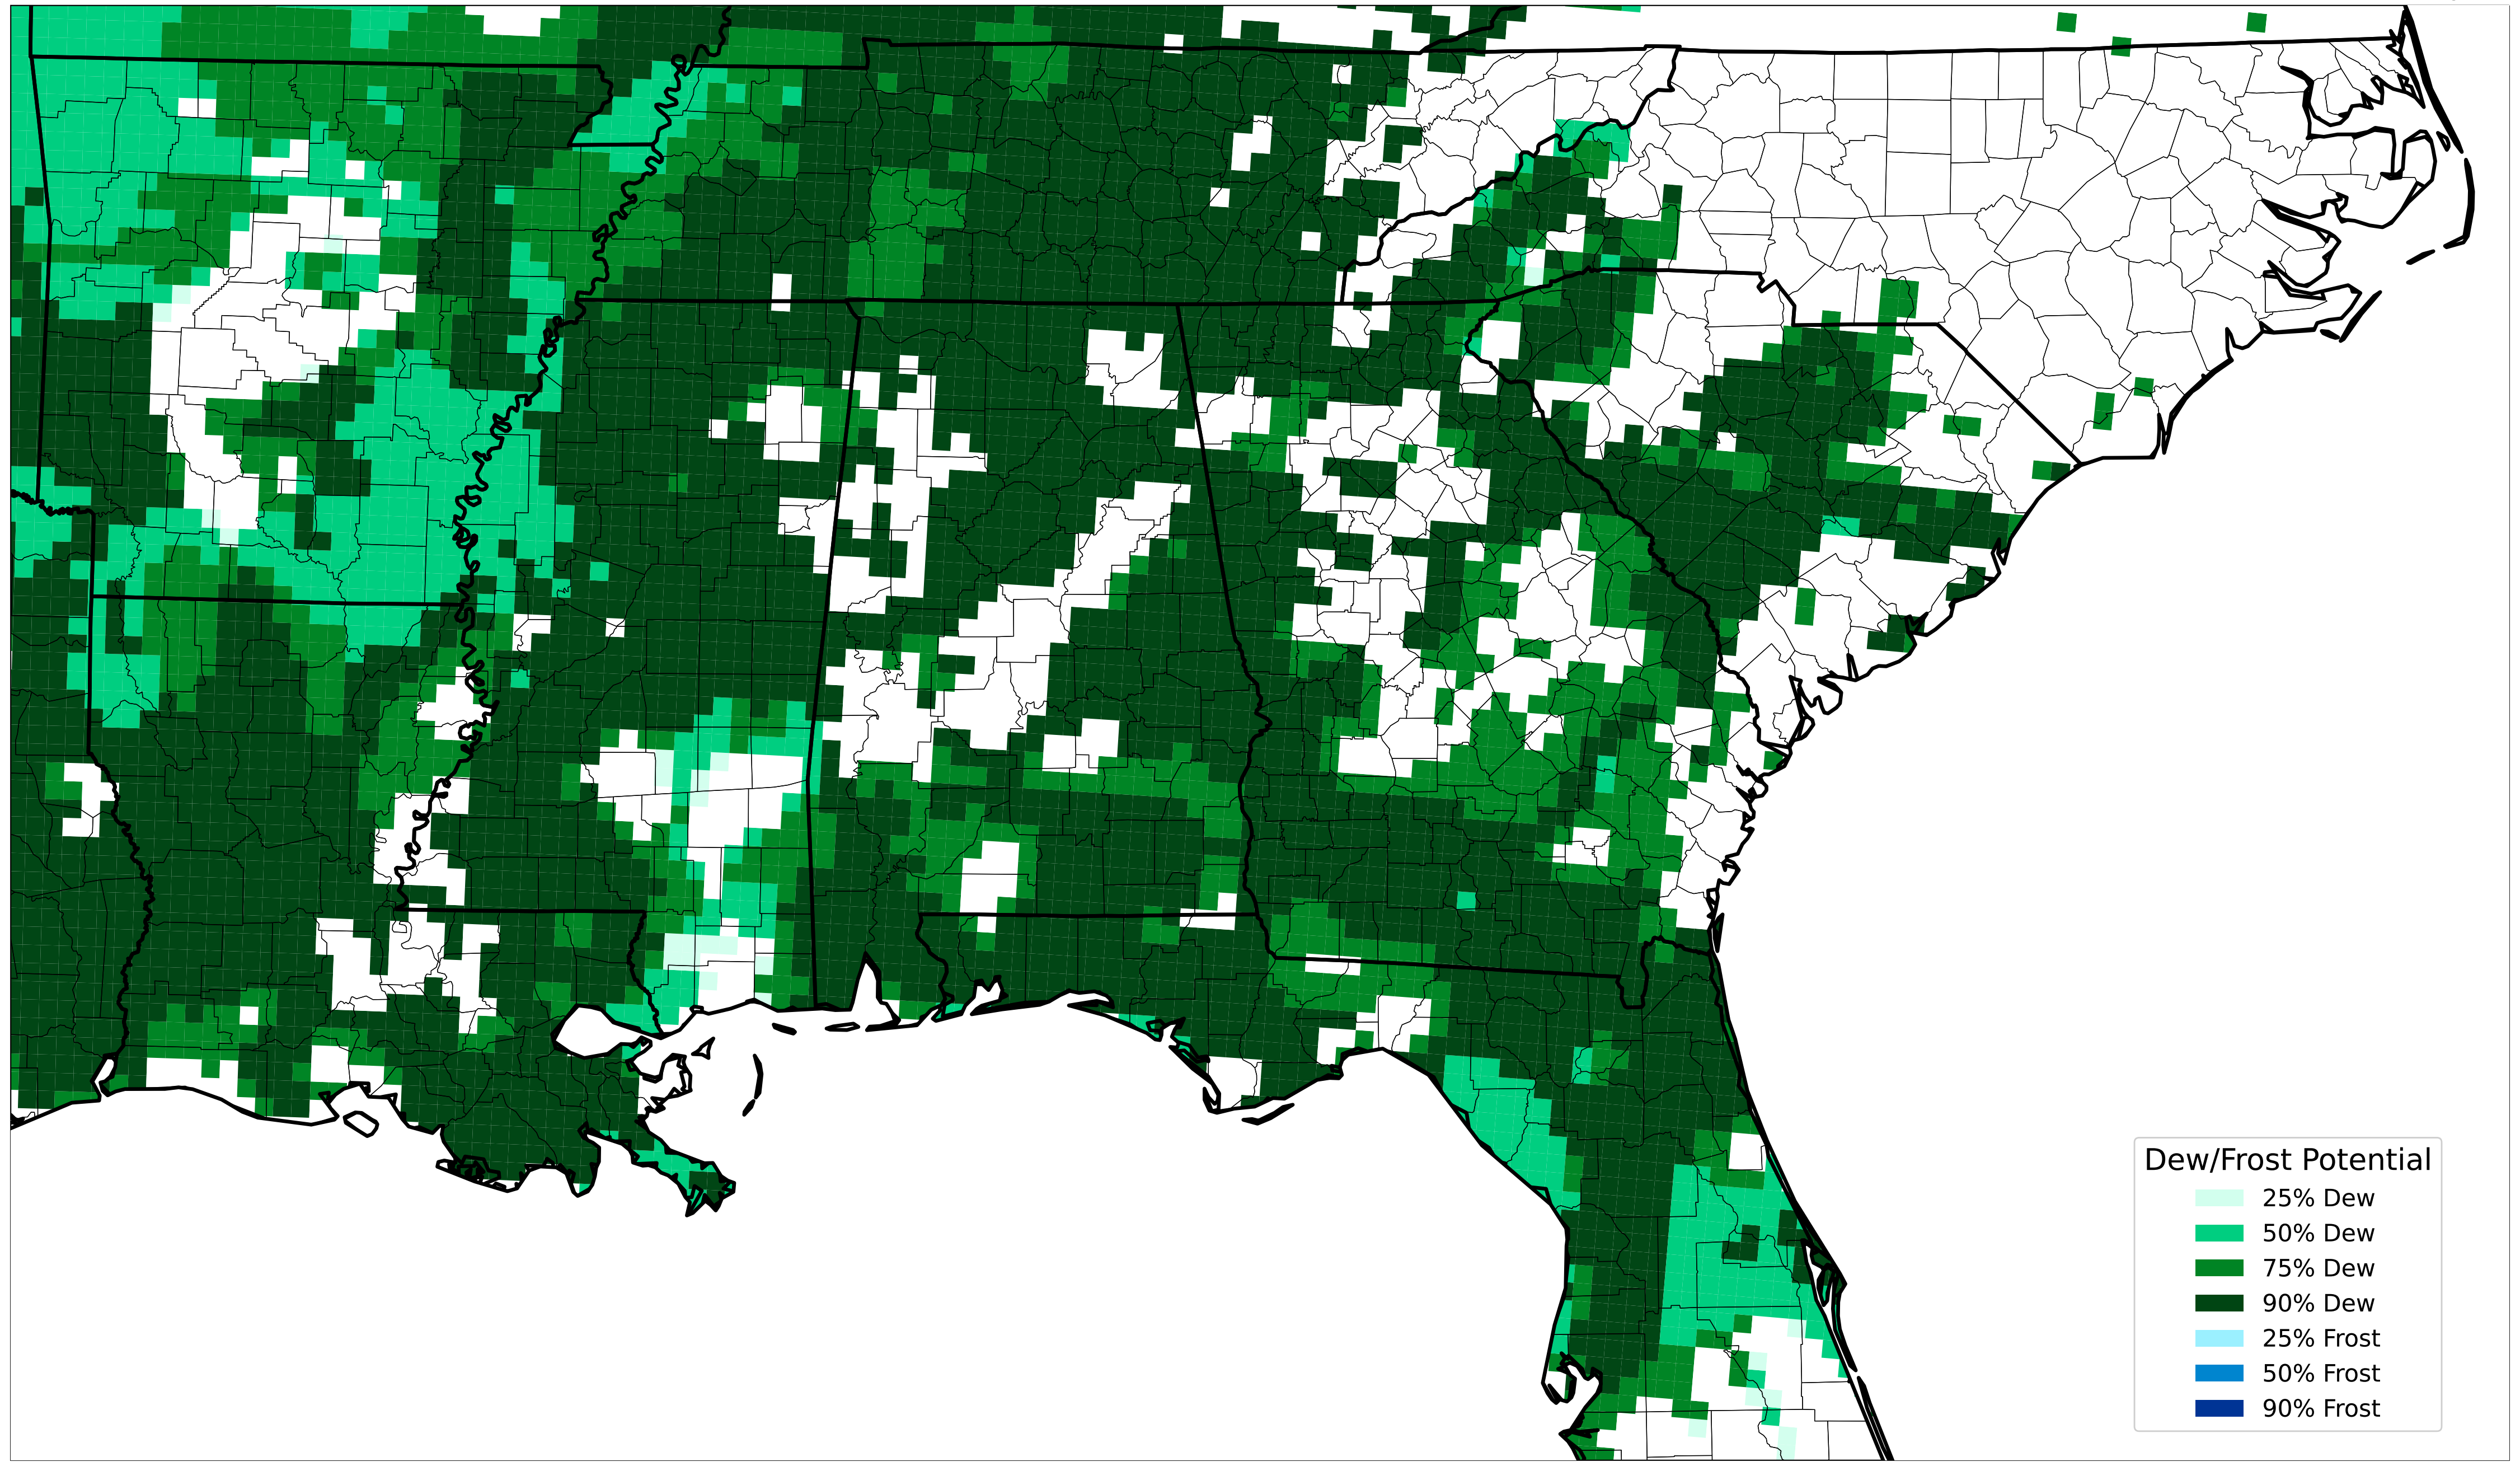 Dew/Frost Potential
25% Dew
50% Dew
75% Dew
90% Dew
25% Frost
50% Frost
90% Frost